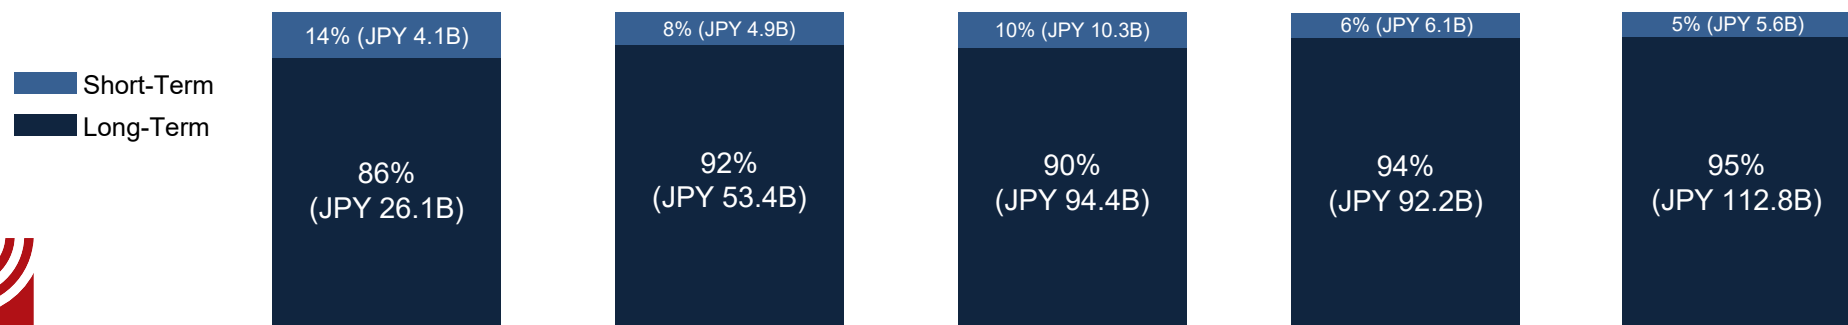 14% (JPY 4.1B)
8% (JPY 4.9B)
10% (JPY 10.3B)
6% (JPY 6.1B)
5% (JPY 5.6B)
Short-Term
Long-Term
86%
(JPY 26.1B)
92%
(JPY 53.4B)
90%
(JPY 94.4B)
94%
(JPY 92.2B)
95%
(JPY 112.8B)